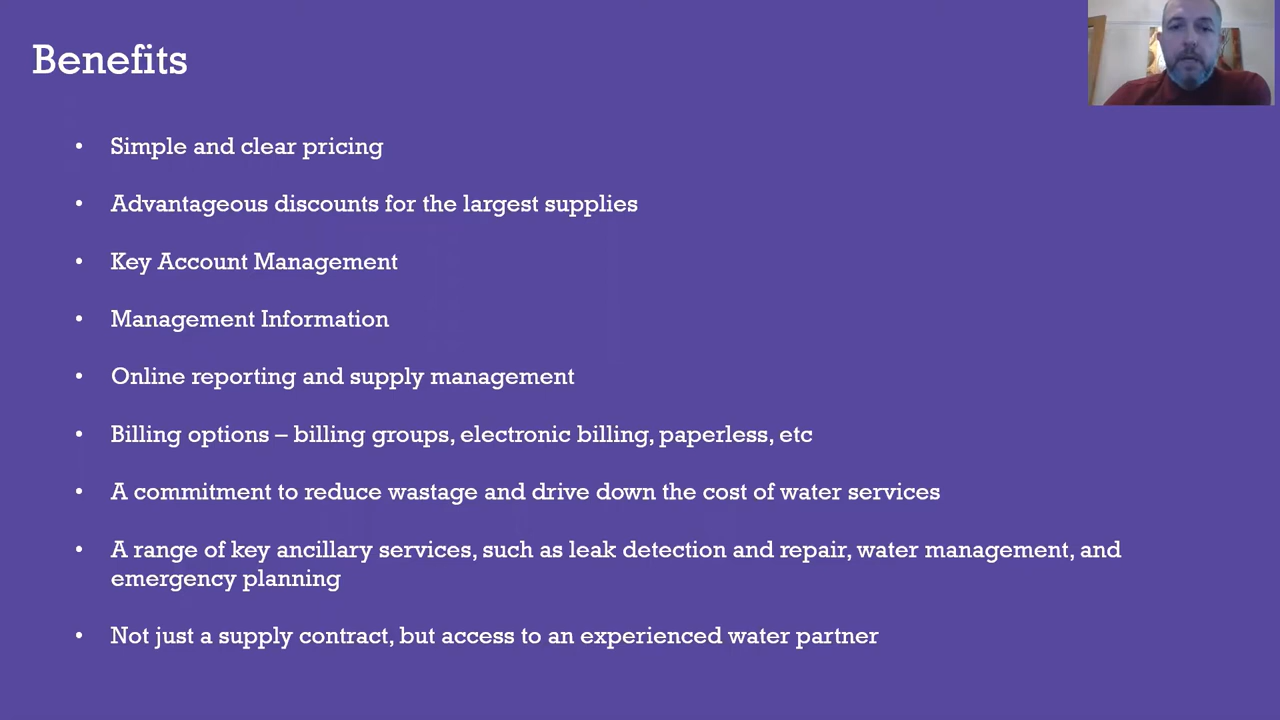 Benefits
• Simple and clear pricing
• Advantageous discounts for the largest supplies
• Key Account Management
• Management Information
• Online reporting and supply management
• Billing options – billing groups, electronic billing, paperless, etc
• A commitment to reduce wastage and drive down the cost of water services
• A range of key ancillary services, such as leak detection and repair, water management, and
emergency planning
• Not just a supply contract, but access to an experienced water partner